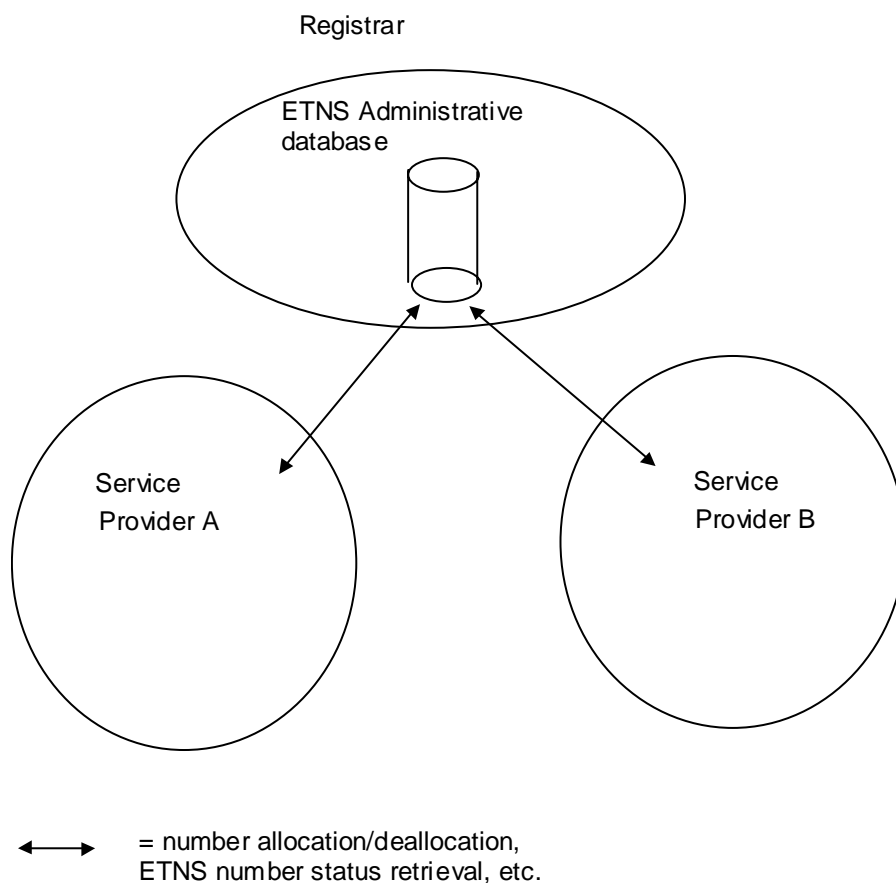 Registrar
ETNS Administrative
database
Service
Provider A
Service
Provider B
= number allocation/deallocation,
ETNS number status retrieval, etc.